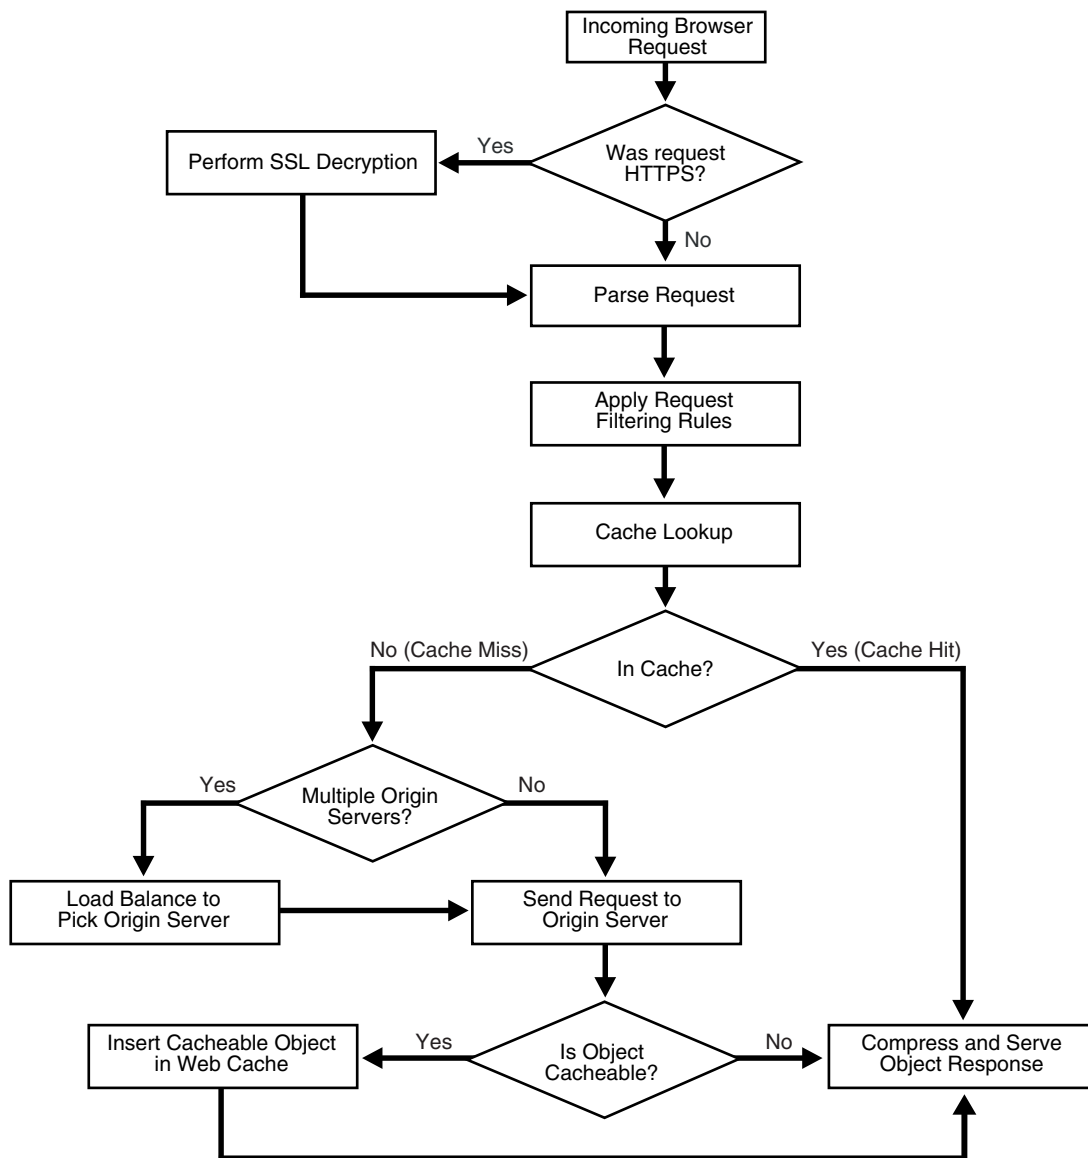 Incoming Browser
Request
Yes
Perform SSL Decryption
Was request
HTTPS?
No
Parse Request
Apply Request
Filtering Rules
Cache Lookup
No (Cache Miss)
Yes (Cache Hit)
In Cache?
Yes
No
Multiple Origin
Servers?
Load Balance to
Pick Origin Server
Send Request to
Origin Server
Insert Cacheable Object
in Web Cache
Yes
Is Object
Cacheable?
No
Compress and Serve
Object Response